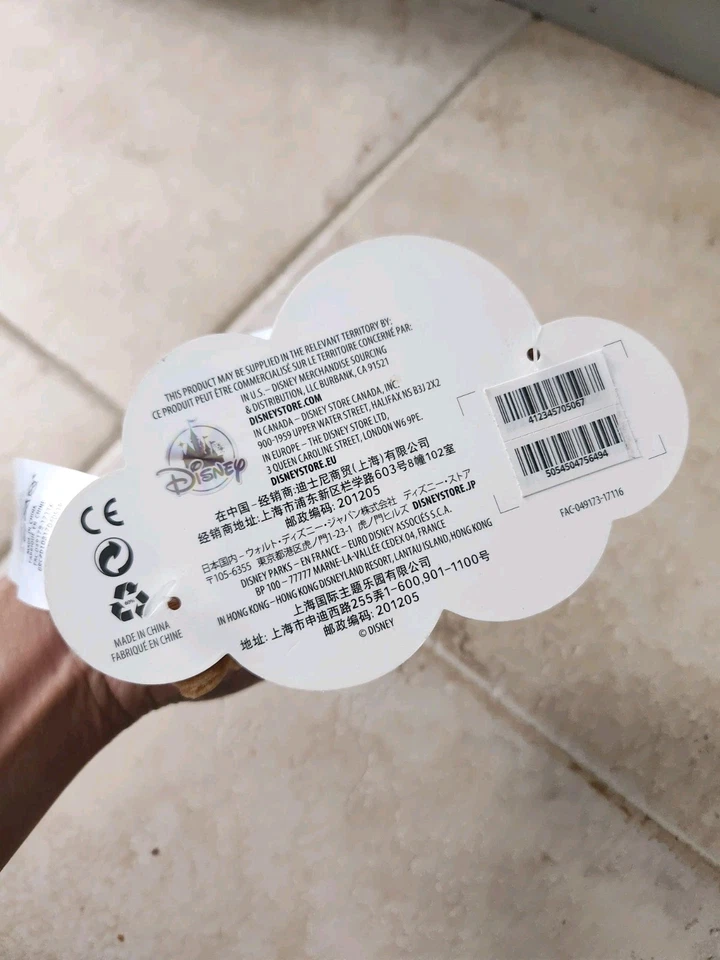 THIS PRODUCT MAY BE SUPPLIED IN THE RELEVANT TERRITORY BY:
CE PRODUIT PEUT ÊTRE COMMERCIALISÉ SUR LE TERRITOIRE CONCERNÉ PAR:
IN U.S. – DISNEY MERCHANDISE SOURCING
& DISTRIBUTION, LLC BURBANK, CA 91521
DISNEYSTORE.COM
IN CANADA – DISNEY STORE CANADA, INC.
900-1959 UPPER WATER STREET, HALIFAX NS B3J 2X2
IN EUROPE – THE DISNEY STORE LTD,
3 QUEEN CAROLINE STREET, LONDON W6 9PE.
DISNEYSTORE.EU
DISNEY
在中国 – 经销商:迪士尼商贸(上海)有限公司
经销商地址:上海市浦东新区栏学路603号8幢102室
邮政编码: 201205
日本国内 – ウォルト・ディズニー・ジャパン株式会社 ディズニー・ストア
〒105-6355 東京都港区虎ノ門1-23-1 虎ノ門ヒルズ DISNEYSTORE.JP
DISNEY PARKS – EN FRANCE – EURO DISNEY ASSOCIÉS S.C.A.
BP 100 – 77777 MARNE-LA-VALLÉE CEDEX 04, FRANCE
IN HONG KONG – HONG KONG DISNEYLAND RESORT, LANTAU ISLAND, HONG KONG
上海国际主题乐园有限公司
地址: 上海市申迪西路255弄1-600,901-1100号
邮政编码: 201205
© DISNEY
CE
MADE IN CHINA
FABRIQUÉ EN CHINE
412345705067
5054504756494
FAC-049173-17116